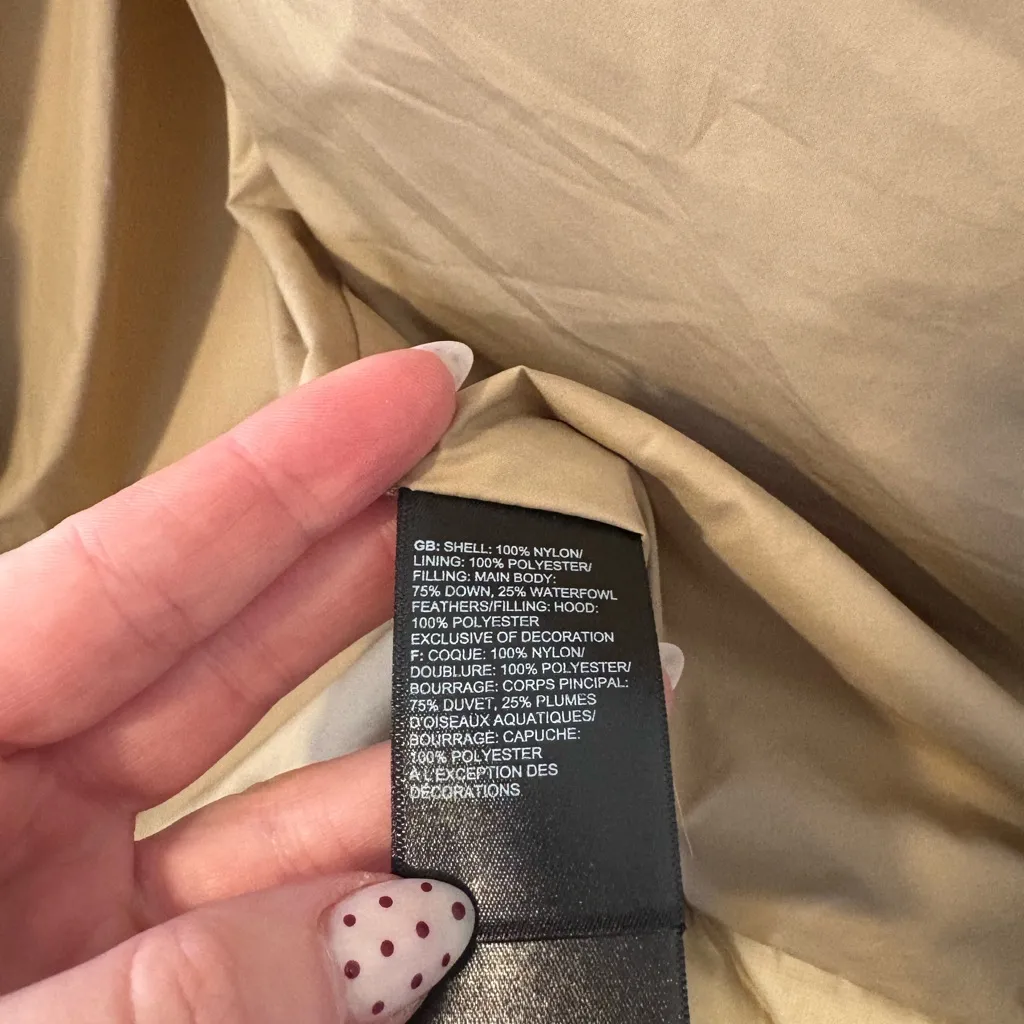 GB: SHELL: 100% NYLON/
LINING: 100% POLYESTER/
FILLING: MAIN BODY:
75% DOWN, 25% WATERFOWL
FEATHERS/FILLING: HOOD:
100% POLYESTER
EXCLUSIVE OF DECORATION
F: COQUE: 100% NYLON/
DOUBLURE: 100% POLYESTER/
BOURRAGE: CORPS PINCIPAL:
75% DUVET, 25% PLUMES
D'OISEAUX AQUATIQUES/
BOURRAGE: CAPUCHE:
100% POLYESTER
A L'EXCEPTION DES
DÉCORATIONS